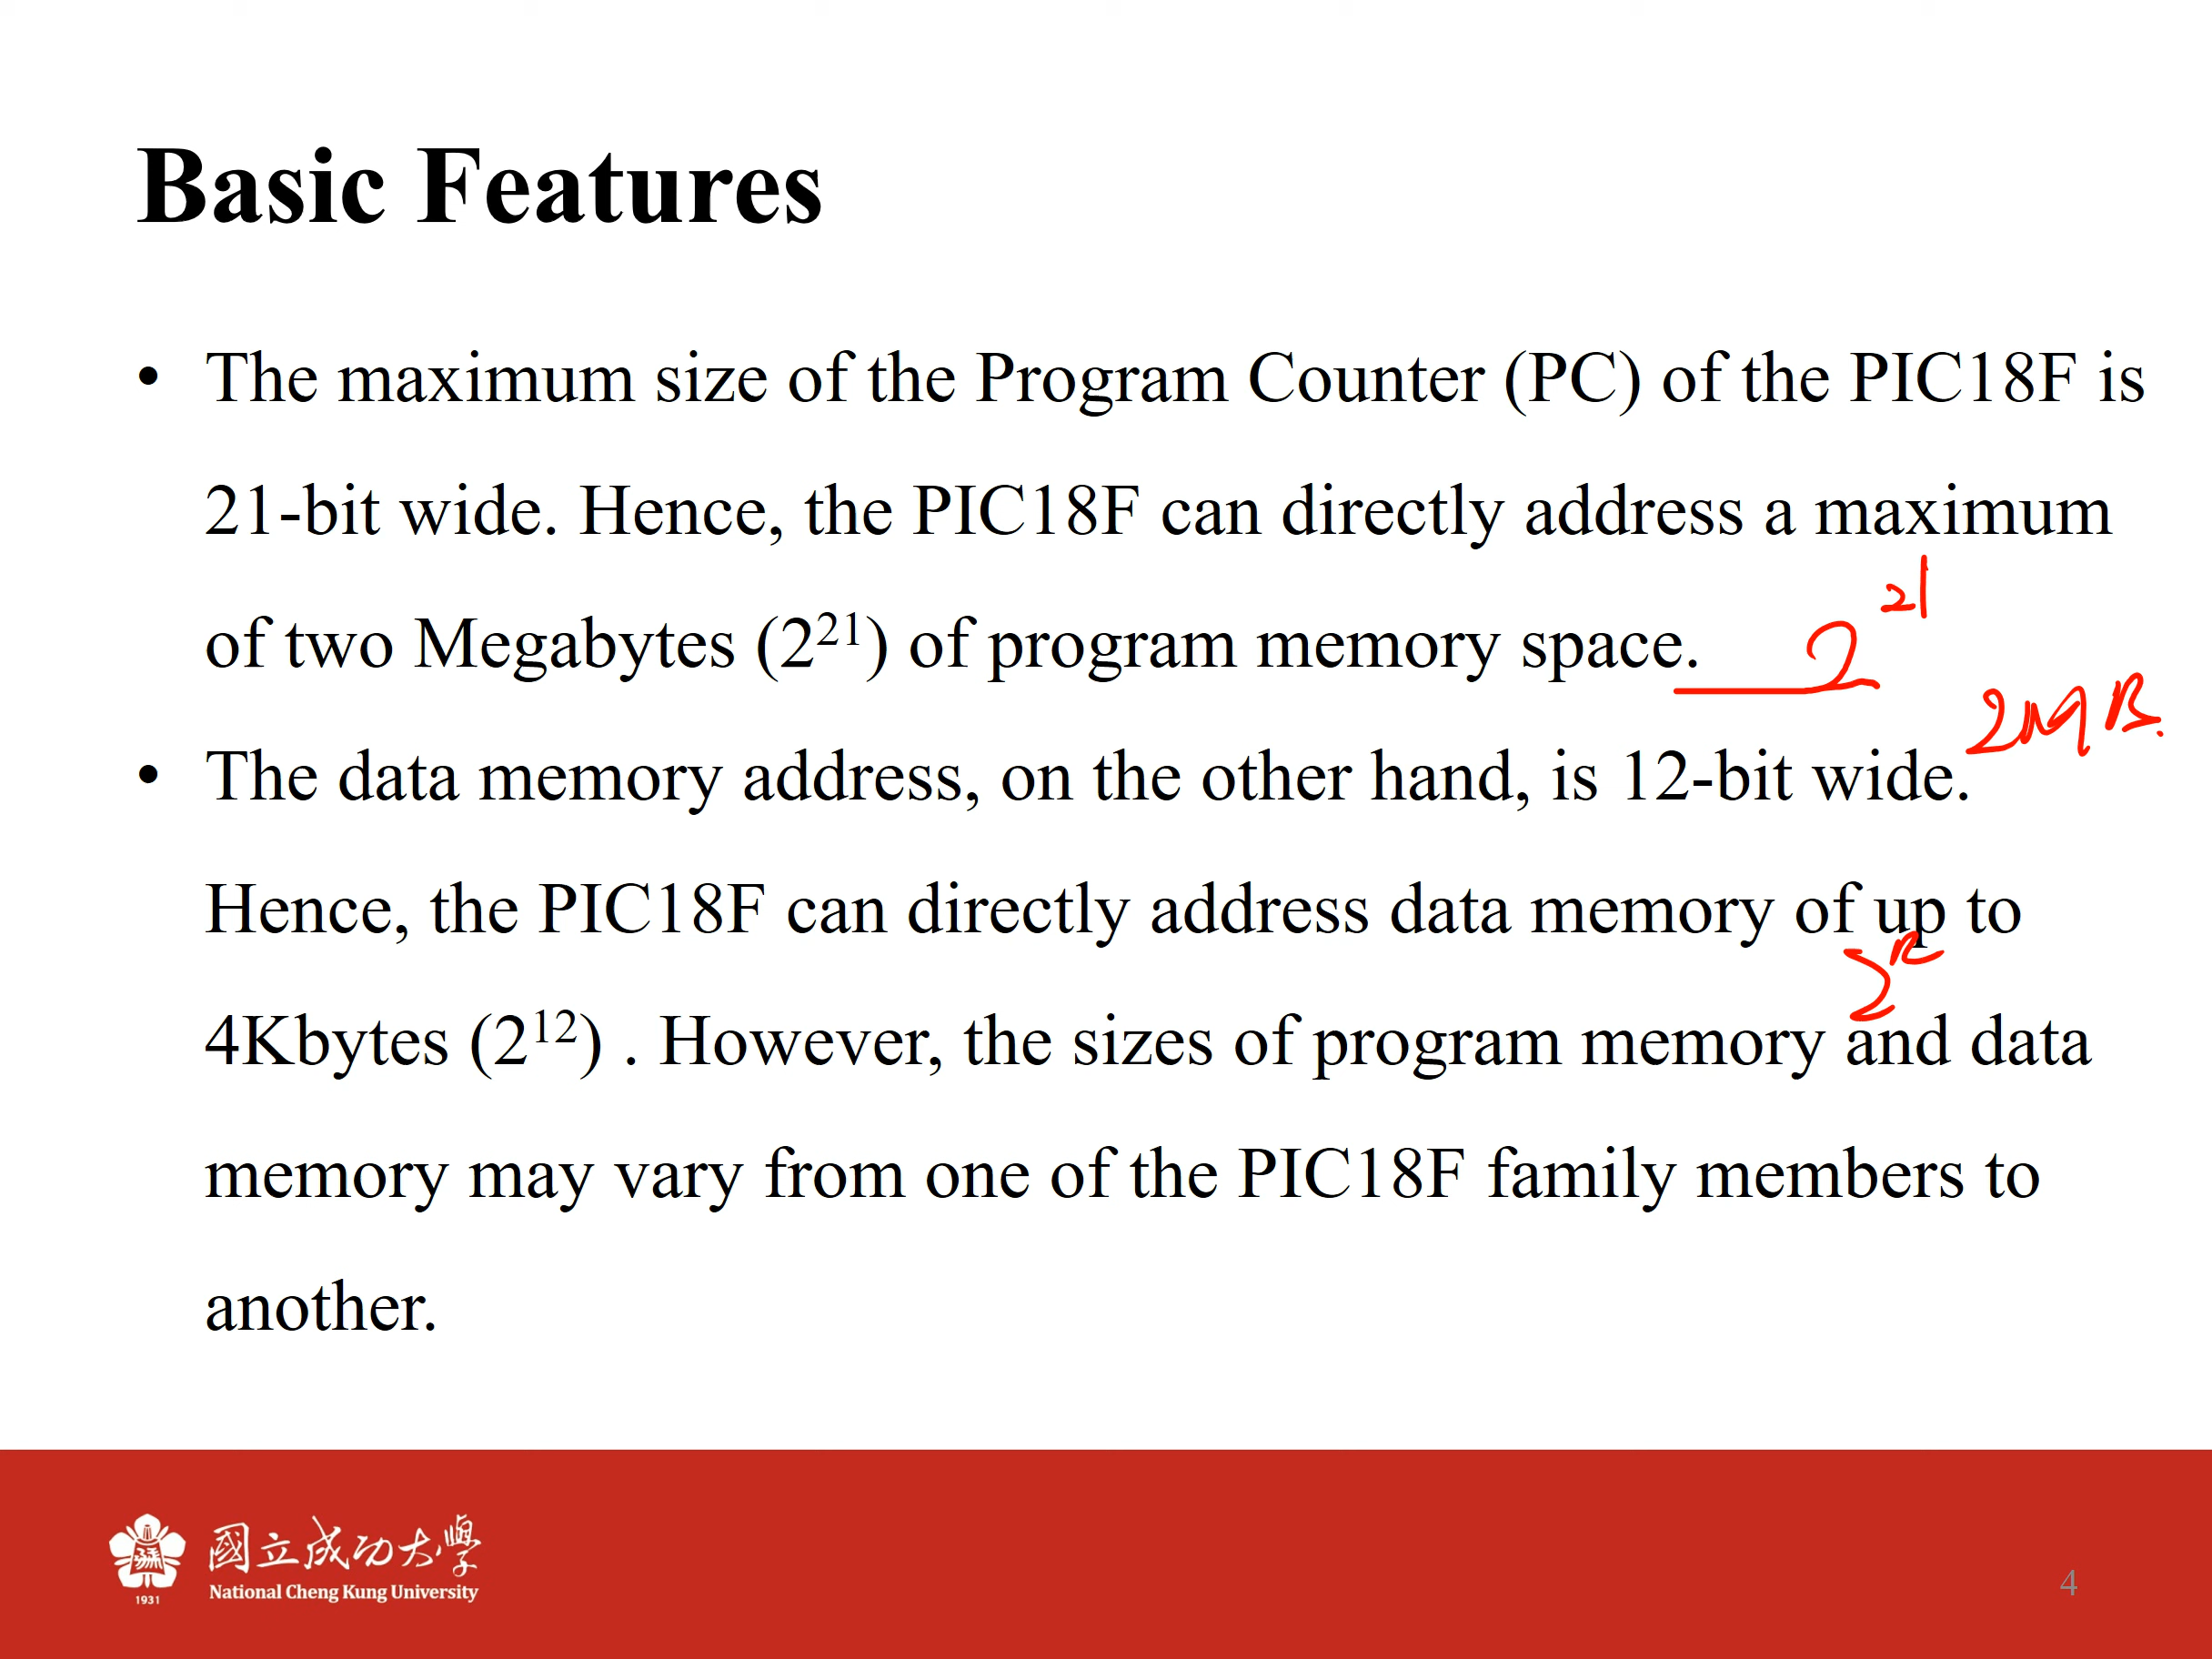 Basic Features
• The maximum size of the Program Counter (PC) of the PIC18F is
21-bit wide. Hence, the PIC18F can directly address a maximum
of two Megabytes (2²¹) of program memory space. 2²¹
2MB.
• The data memory address, on the other hand, is 12-bit wide.
Hence, the PIC18F can directly address data memory of up to
2¹²
4Kbytes (2¹²) . However, the sizes of program memory and data
memory may vary from one of the PIC18F family members to
another.
國立成功大學
National Cheng Kung University
1931
4